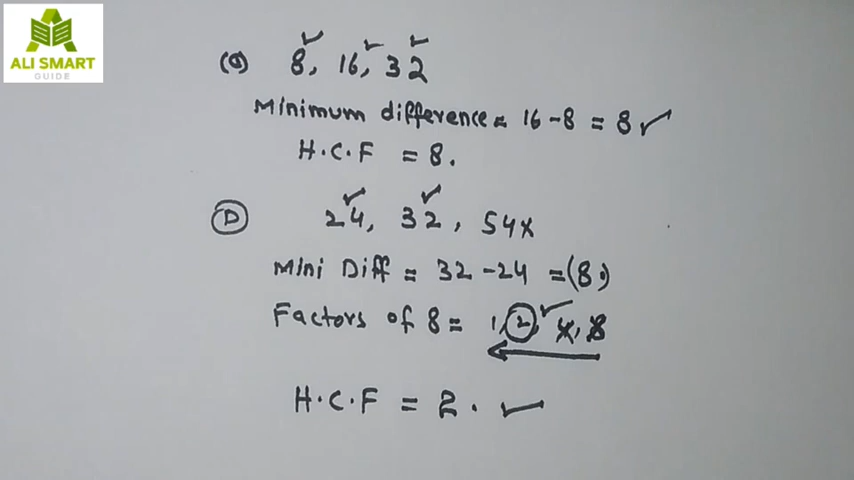 ALI SMART
GUIDE
(C) 8, 16, 32
Minimum difference = 16 - 8 = 8 ✓
H.C.F = 8.
(D) 24, 32, 54x
Mini Diff = 32 - 24 = (8.)
Factors of 8 = 1, 2, 4, 8
H.C.F = 2. ✓